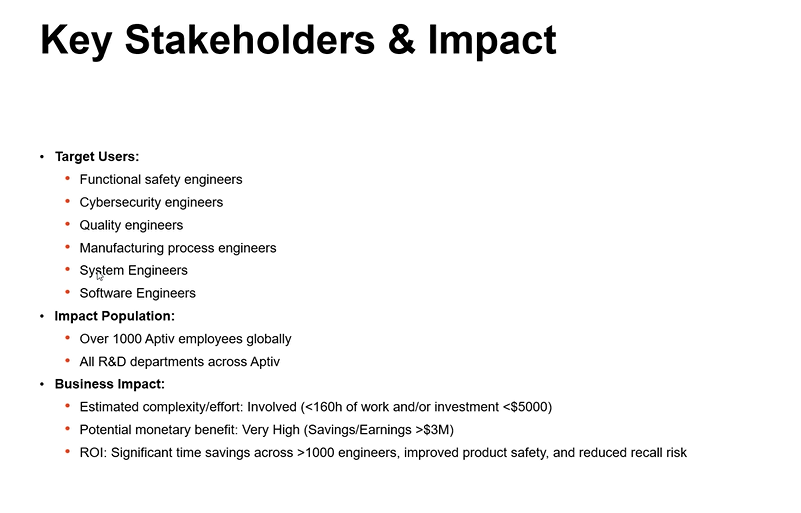 Key Stakeholders & Impact
• Target Users:
• Functional safety engineers
• Cybersecurity engineers
• Quality engineers
• Manufacturing process engineers
• System Engineers
• Software Engineers
• Impact Population:
• Over 1000 Aptiv employees globally
• All R&D departments across Aptiv
• Business Impact:
• Estimated complexity/effort: Involved (<160h of work and/or investment <$5000)
• Potential monetary benefit: Very High (Savings/Earnings >$3M)
• ROI: Significant time savings across >1000 engineers, improved product safety, and reduced recall risk